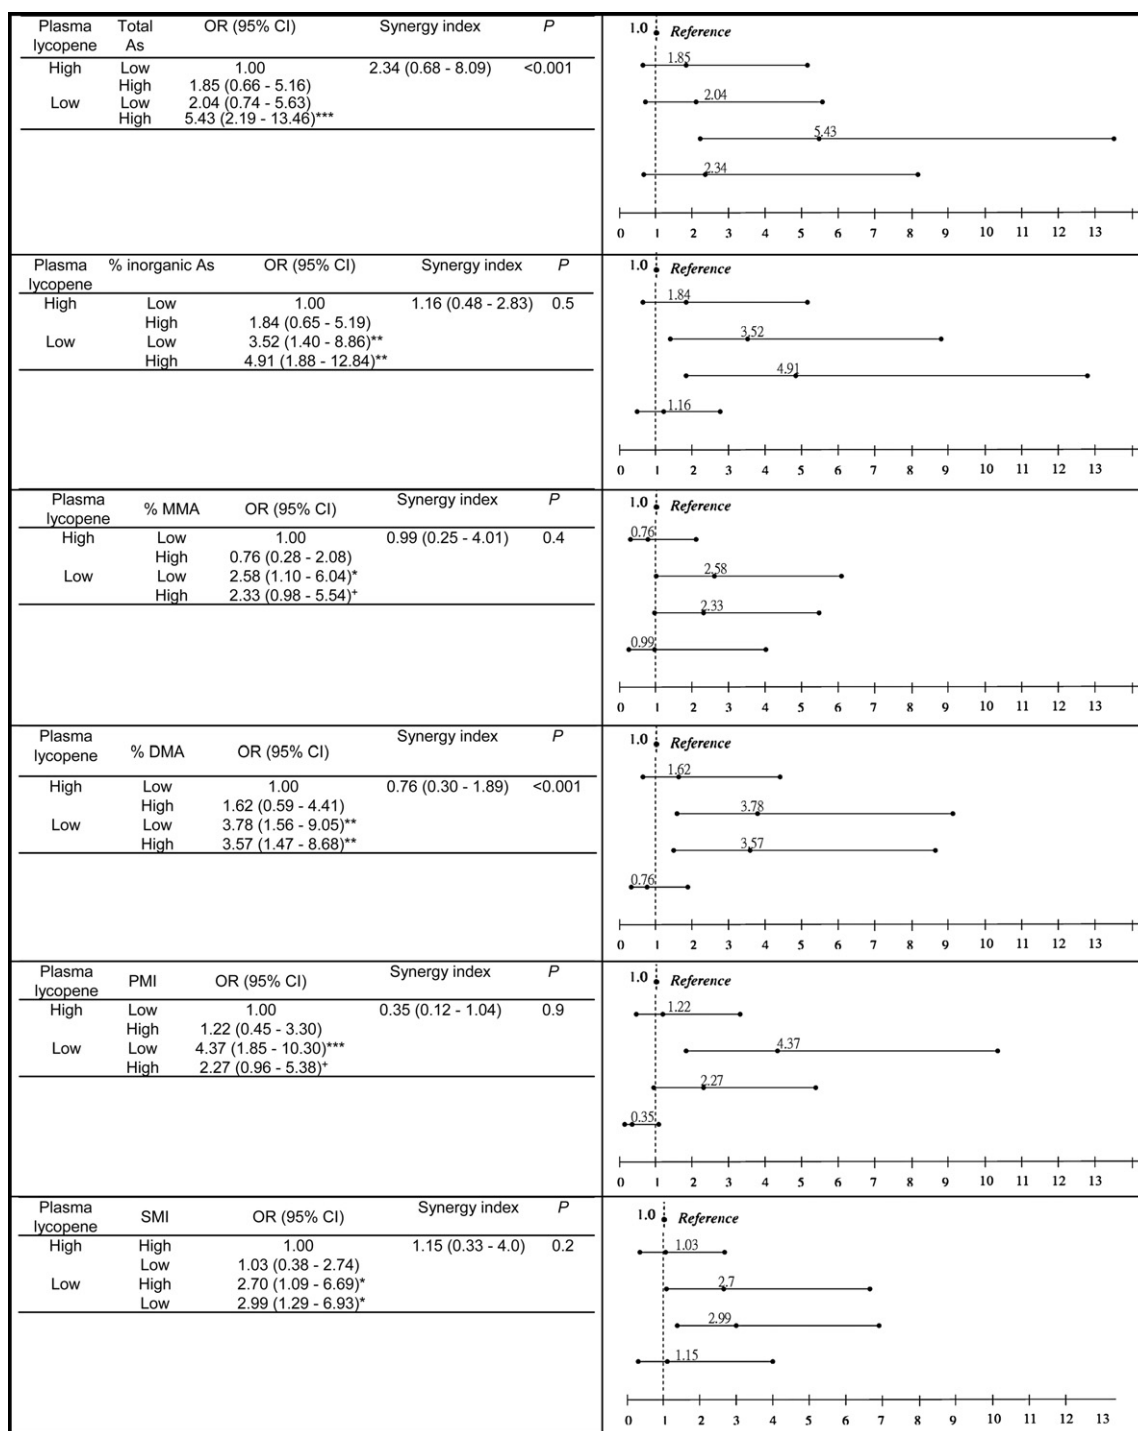 Plasma lycopene Total As OR (95% CI) Synergy index P
High Low 1.00 2.34 (0.68 - 8.09) <0.001
High 1.85 (0.66 - 5.16)
Low Low 2.04 (0.74 - 5.63)
High 5.43 (2.19 - 13.46)***
1.0 Reference
1.85
2.04
5.43
2.34
0 1 2 3 4 5 6 7 8 9 10 11 12 13
Plasma lycopene % inorganic As OR (95% CI) Synergy index P
High Low 1.00 1.16 (0.48 - 2.83) 0.5
High 1.84 (0.65 - 5.19)
Low Low 3.52 (1.40 - 8.86)**
High 4.91 (1.88 - 12.84)**
1.0 Reference
1.84
3.52
4.91
1.16
0 1 2 3 4 5 6 7 8 9 10 11 12 13
Plasma lycopene % MMA OR (95% CI) Synergy index P
High Low 1.00 0.99 (0.25 - 4.01) 0.4
High 0.76 (0.28 - 2.08)
Low Low 2.58 (1.10 - 6.04)*
High 2.33 (0.98 - 5.54)+
1.0 Reference
0.76
2.58
2.33
0.99
0 1 2 3 4 5 6 7 8 9 10 11 12 13
Plasma lycopene % DMA OR (95% CI) Synergy index P
High Low 1.00 0.76 (0.30 - 1.89) <0.001
High 1.62 (0.59 - 4.41)
Low Low 3.78 (1.56 - 9.05)**
High 3.57 (1.47 - 8.68)**
1.0 Reference
1.62
3.78
3.57
0.76
0 1 2 3 4 5 6 7 8 9 10 11 12 13
Plasma lycopene PMI OR (95% CI) Synergy index P
High Low 1.00 0.35 (0.12 - 1.04) 0.9
High 1.22 (0.45 - 3.30)
Low Low 4.37 (1.85 - 10.30)***
High 2.27 (0.96 - 5.38)+
1.0 Reference
1.22
4.37
2.27
0.35
0 1 2 3 4 5 6 7 8 9 10 11 12 13
Plasma lycopene SMI OR (95% CI) Synergy index P
High High 1.00 1.15 (0.33 - 4.0) 0.2
Low 1.03 (0.38 - 2.74)
Low High 2.70 (1.09 - 6.69)*
Low 2.99 (1.29 - 6.93)*
1.0 Reference
1.03
2.7
2.99
1.15
0 1 2 3 4 5 6 7 8 9 10 11 12 13